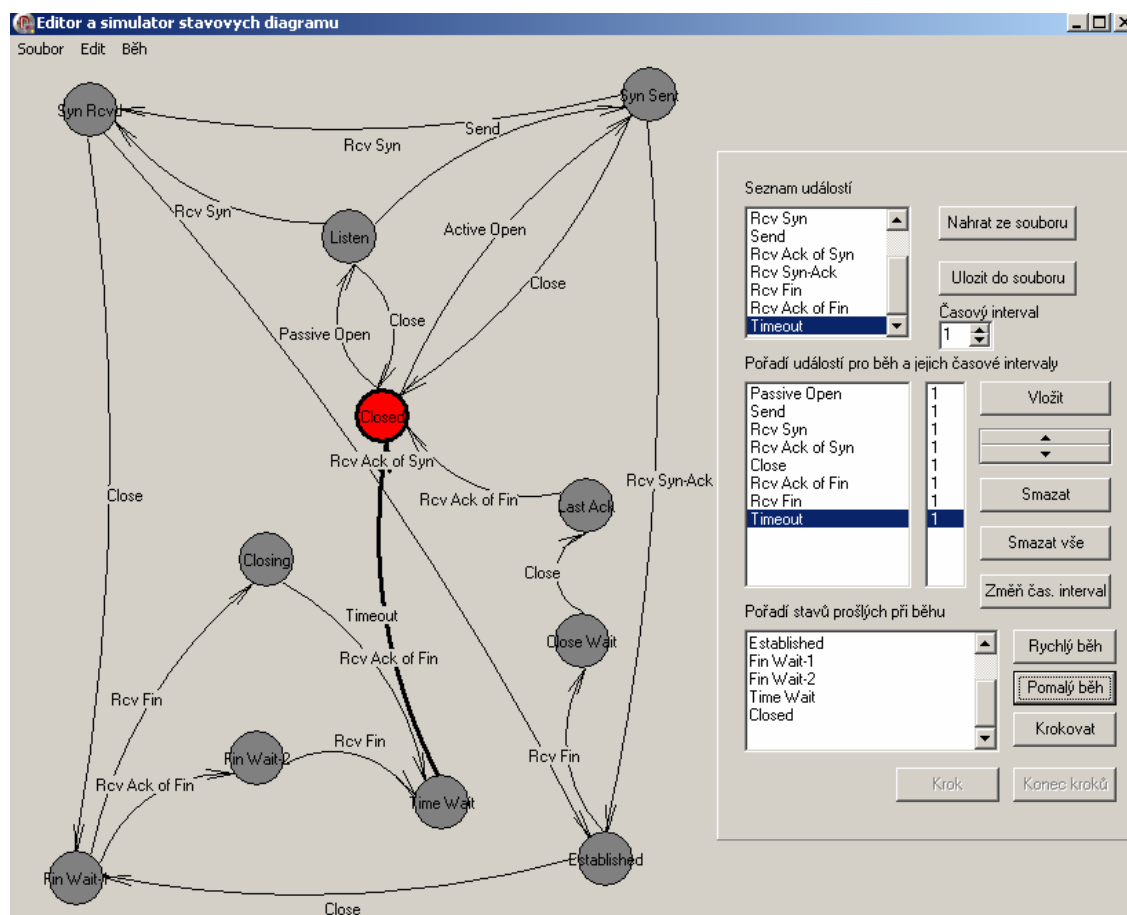 Editor a simulator stavovych diagramu
Soubor Edit Běh
Syn Rcvd
Syn Sent
Send
Rcv Syn
Rcv Syn
Listen
Active Open
Close
Passive Open
Close
Closed
Rcv Ack of Syn
Rcv Ack of Fin
Rcv Syn-Ack
Close
Last Ack
Closing
Close
Timeout
Close Wait
Rcv Ack of Fin
Rcv Fin
Rcv Fin
Fin Wait-2
Rcv Fin
Rcv Ack of Fin
Time Wait
Established
Fin Wait-1
Close
Seznam událostí
Rcv Syn
Send
Rcv Ack of Syn
Rcv Syn-Ack
Rcv Fin
Rcv Ack of Fin
Timeout
Nahrat ze souboru
Ulozit do souboru
Časový interval
1
Pořadí událostí pro běh a jejich časové intervaly
Passive Open 1
Send 1
Rcv Syn 1
Rcv Ack of Syn 1
Close 1
Rcv Ack of Fin 1
Rcv Fin 1
Timeout 1
Vložit
Smazat
Smazat vše
Změň čas. interval
Pořadí stavů prošlých při běhu
Established
Fin Wait-1
Fin Wait-2
Time Wait
Closed
Rychlý běh
Pomalý běh
Krokovat
Krok
Konec kroků